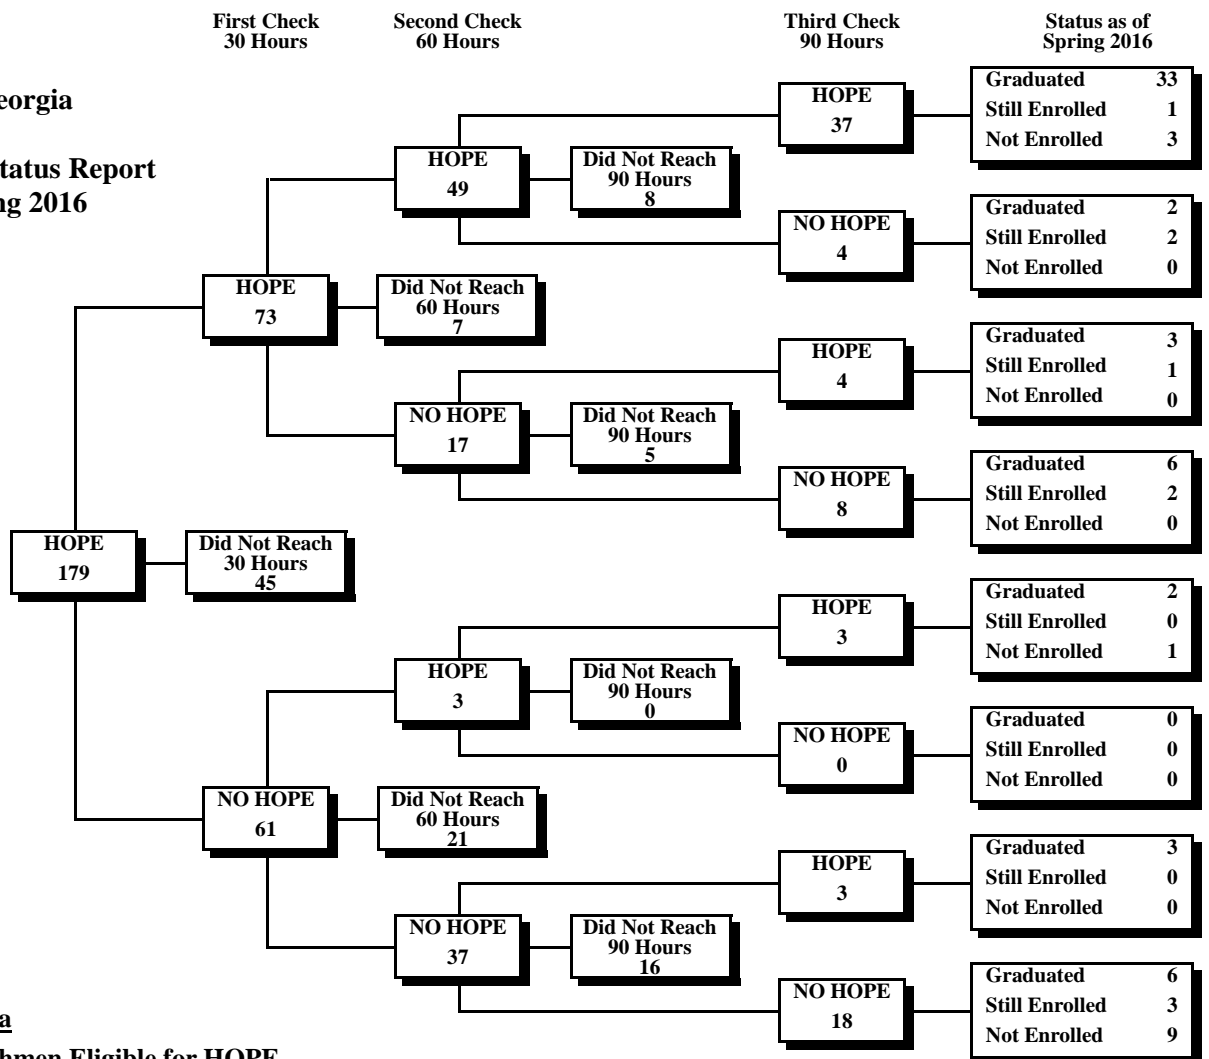 First Check
30 Hours
Second Check
60 Hours
Third Check
90 Hours
Status as of
Spring 2016
Status Report
2016
HOPE
37
Graduated 33
Still Enrolled 1
Not Enrolled 3
HOPE
49
Did Not Reach
90 Hours
8
NO HOPE
4
Graduated 2
Still Enrolled 2
Not Enrolled 0
HOPE
73
Did Not Reach
60 Hours
7
HOPE
4
Graduated 3
Still Enrolled 1
Not Enrolled 0
NO HOPE
17
Did Not Reach
90 Hours
5
NO HOPE
8
Graduated 6
Still Enrolled 2
Not Enrolled 0
HOPE
179
Did Not Reach
30 Hours
45
HOPE
3
Graduated 2
Still Enrolled 0
Not Enrolled 1
HOPE
3
Did Not Reach
90 Hours
0
NO HOPE
0
Graduated 0
Still Enrolled 0
Not Enrolled 0
NO HOPE
61
Did Not Reach
60 Hours
21
HOPE
3
Graduated 3
Still Enrolled 0
Not Enrolled 0
NO HOPE
37
Did Not Reach
90 Hours
16
NO HOPE
18
Graduated 6
Still Enrolled 3
Not Enrolled 9
Eligible for HOPE